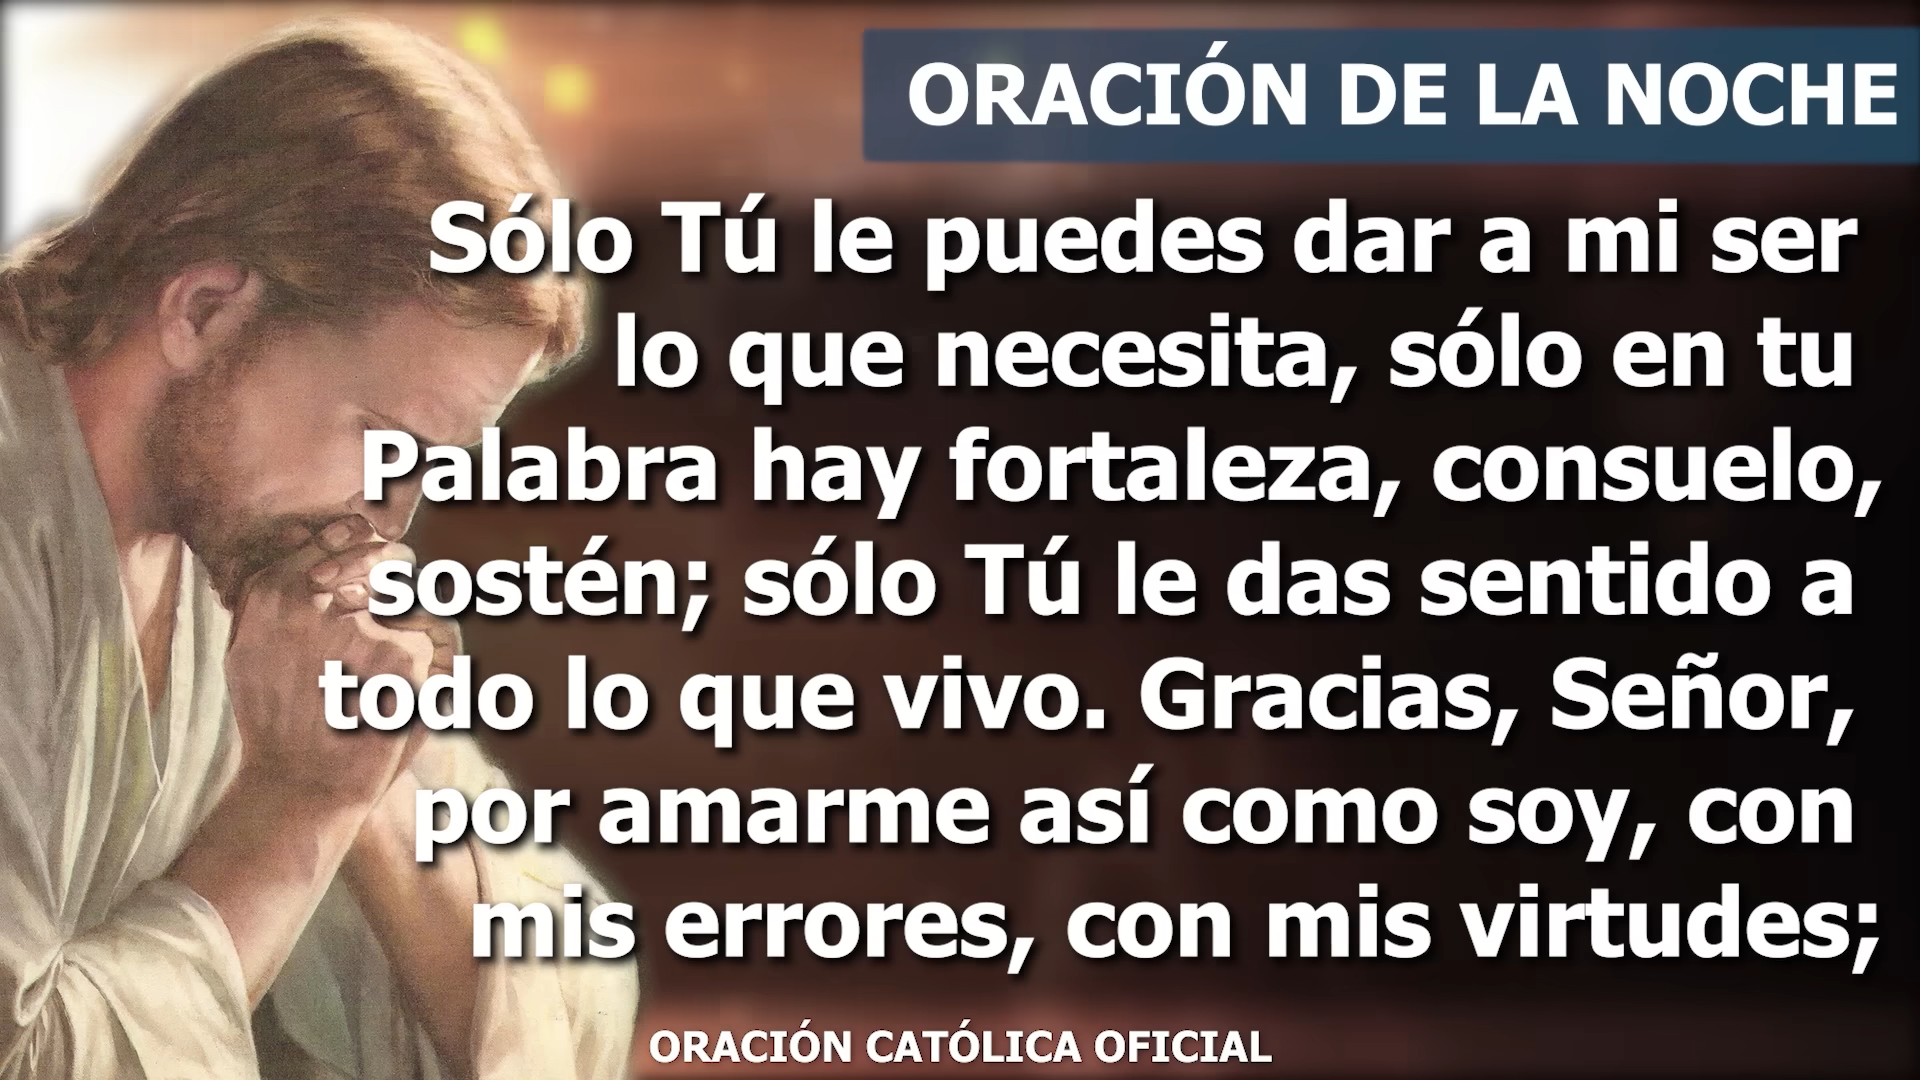 ORACIÓN DE LA NOCHE
Sólo Tú le puedes dar a mi ser
lo que necesita, sólo en tu
Palabra hay fortaleza, consuelo,
sostén; sólo Tú le das sentido a
todo lo que vivo. Gracias, Señor,
por amarme así como soy, con
mis errores, con mis virtudes;
ORACIÓN CATÓLICA OFICIAL